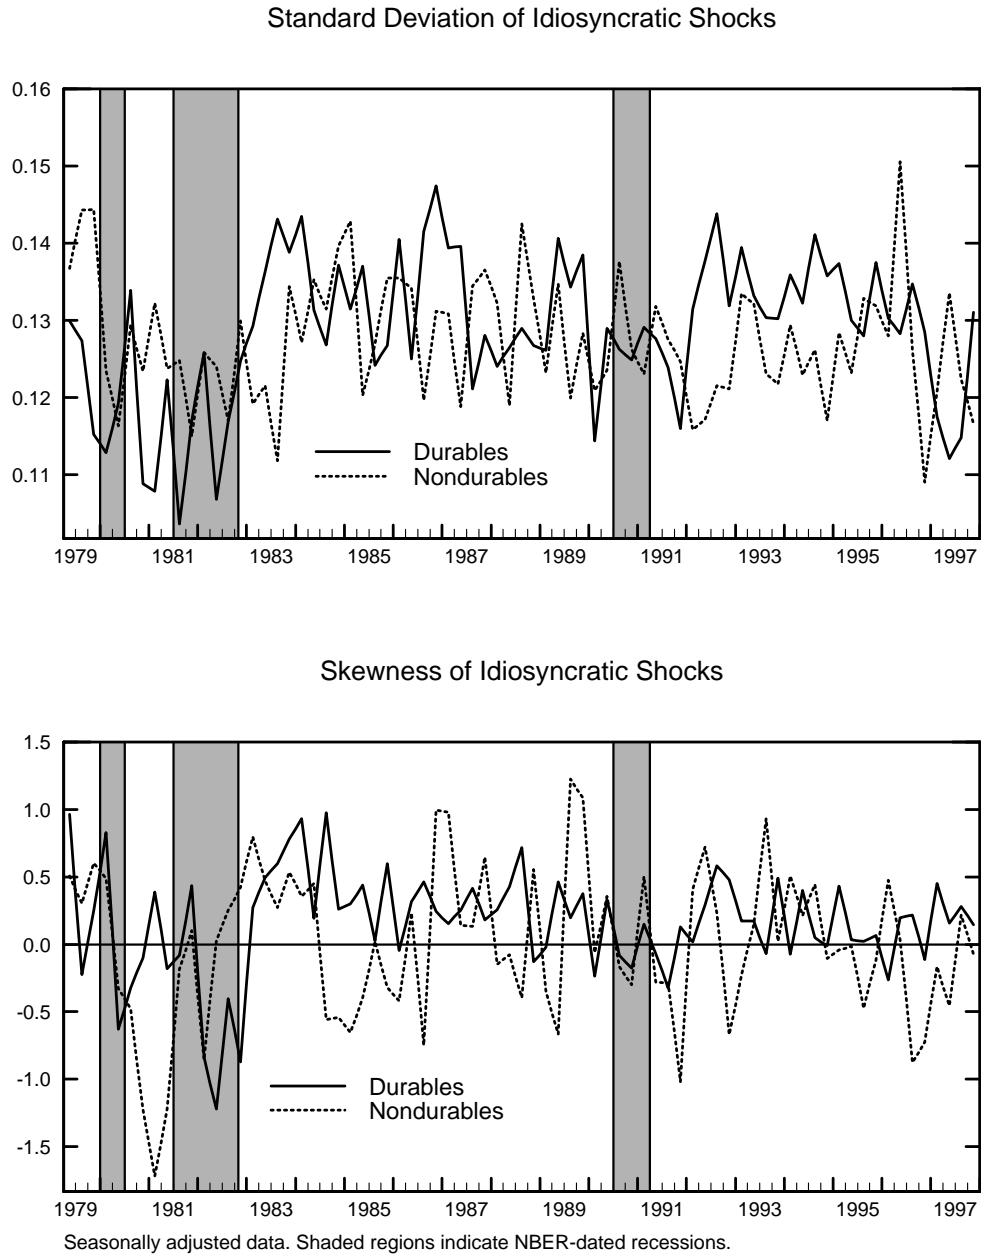 Standard Deviation of Idiosyncratic Shocks
0.16
0.15
0.14
0.13
0.12
0.11
Durables
Nondurables
1979 1981 1983 1985 1987 1989 1991 1993 1995 1997
Skewness of Idiosyncratic Shocks
1.5
1.0
0.5
0.0
-0.5
-1.0
-1.5
Durables
Nondurables
1979 1981 1983 1985 1987 1989 1991 1993 1995 1997
Seasonally adjusted data. Shaded regions indicate NBER-dated recessions.